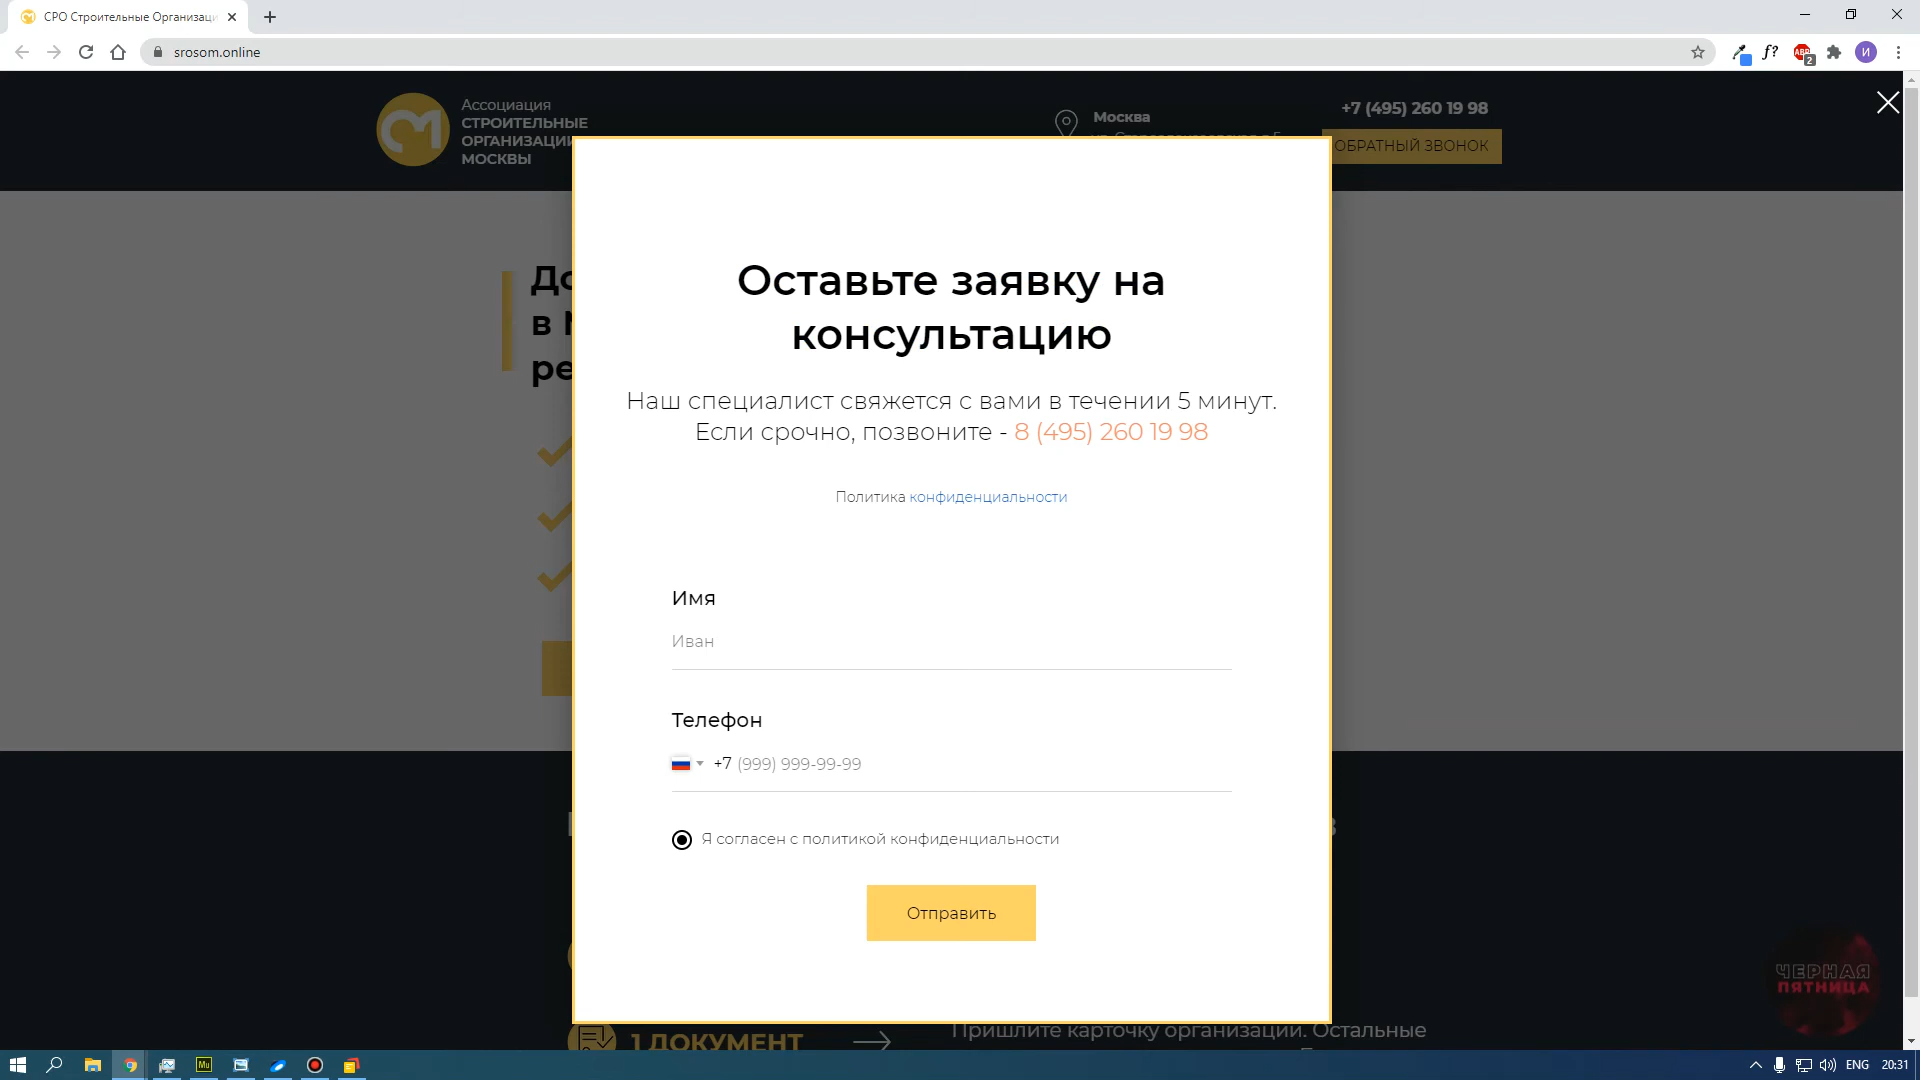 СРО Строительные Организаци
srosom.online
Ассоциация
СТРОИТЕЛЬНЫЕ
ОРГАНИЗАЦИИ
МОСКВЫ
Москва
+7 (495) 260 19 98
ОБРАТНЫЙ ЗВОНОК
До
в
ре
Оставьте заявку на
консультацию
Наш специалист свяжется с вами в течении 5 минут.
Если срочно, позвоните - 8 (495) 260 19 98
Политика конфиденциальности
Имя
Иван
Телефон
+7 (999) 999-99-99
Я согласен с политикой конфиденциальности
Отправить
ЧЕРНАЯ
ПЯТНИЦА
1 ДОКУМЕНТ
Пришлите карточку организации. Остальные
ENG
20:31